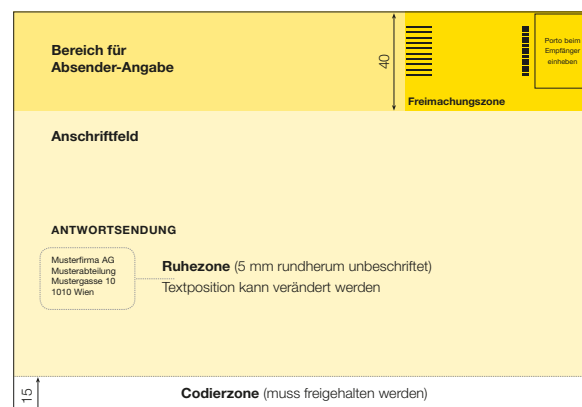 Bereich für
Absender-Angabe
40
Porto beim
Empfänger
einheben
Freimachungszone
Anschriftfeld
ANTWORTSENDUNG
Musterfirma AG
Musterabteilung
Mustergasse 10
1010 Wien
Ruhezone (5 mm rundherum unbeschriftet)
Textposition kann verändert werden
15
Codierzone (muss freigehalten werden)